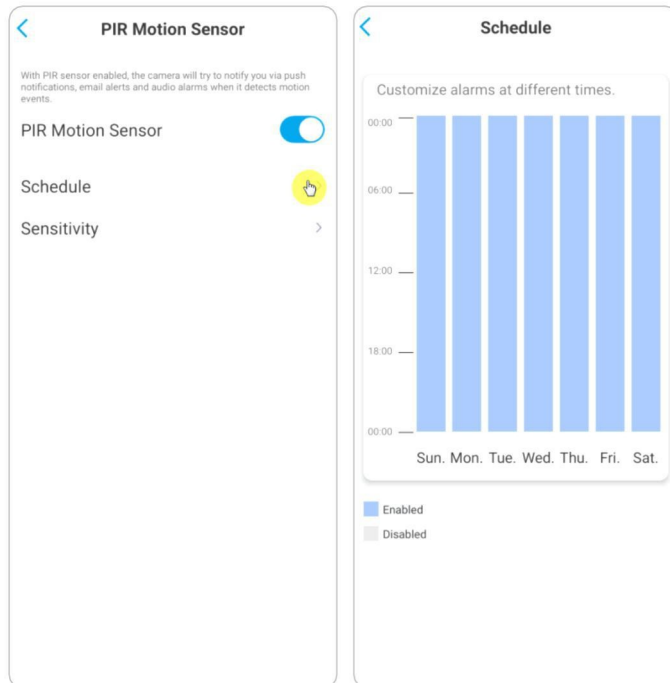 PIR Motion Sensor
With PIR sensor enabled, the camera will try to notify you via push
notifications, email alerts and audio alarms when it detects motion
events.
PIR Motion Sensor
Schedule
Sensitivity
Schedule
Customize alarms at different times.
00:00
06:00
12:00
18:00
00:00
Sun. Mon. Tue. Wed. Thu. Fri. Sat.
Enabled
Disabled